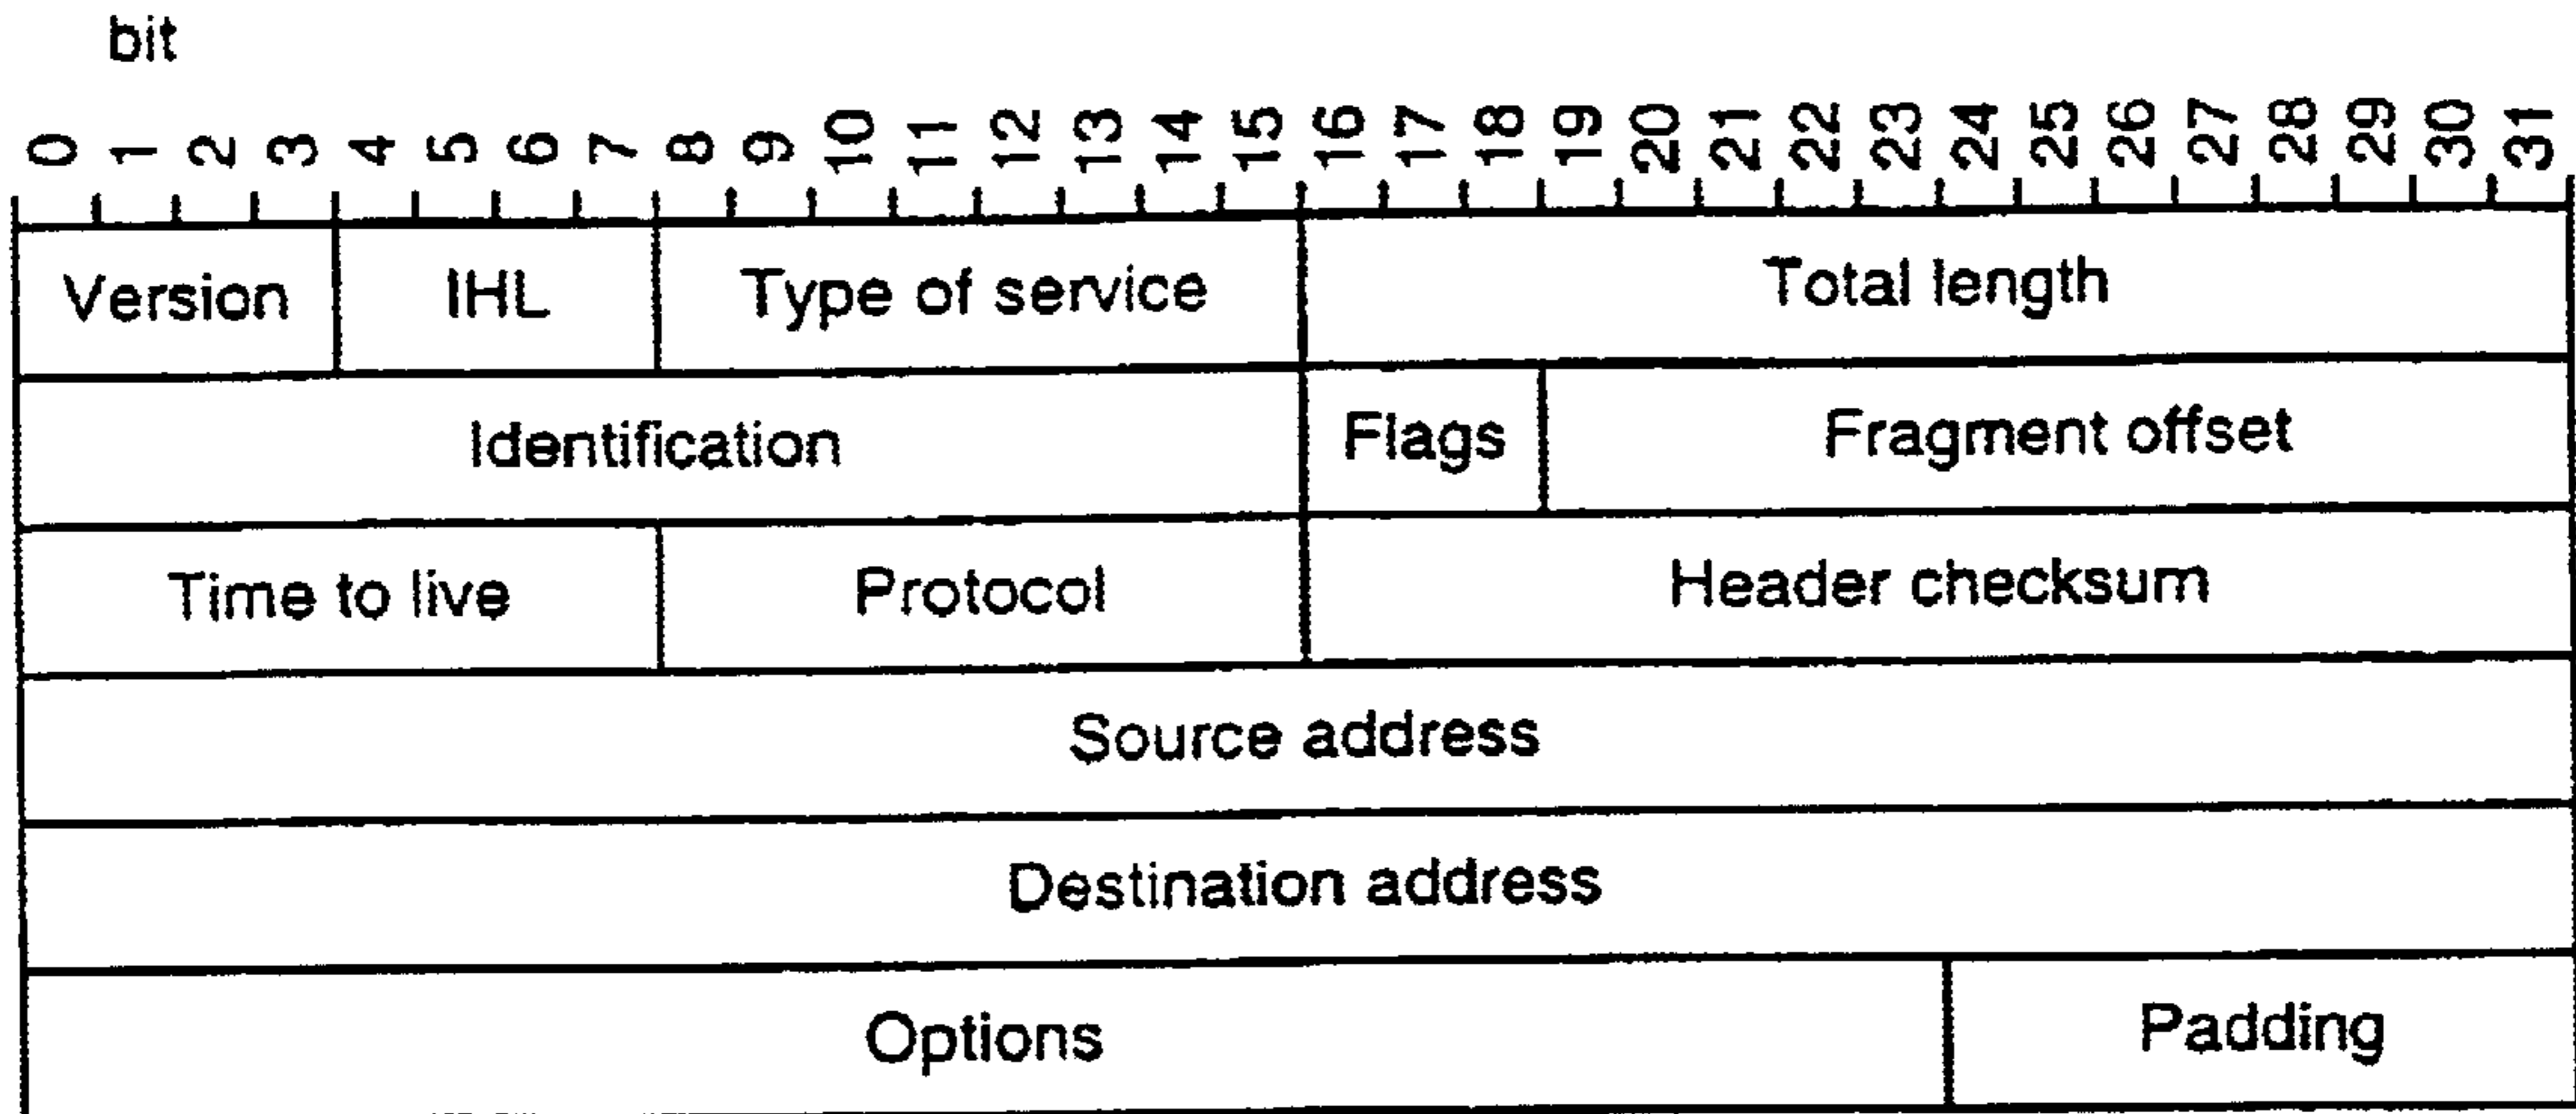 bit
0 1 2 3 4 5 6 7 8 9 10 11 12 13 14 15 16 17 18 19 20 21 22 23 24 25 26 27 28 29 30 31
Version IHL Type of service Total length
Identification Flags Fragment offset
Time to live Protocol Header checksum
Source address
Destination address
Options Padding